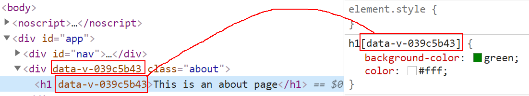 <body>
▶<noscript>…</noscript>
▼<div id="app">
▶<div id="nav">…</div>
▼<div data-v-039c5b43 class="about">
<h1 data-v-039c5b43>This is an about page</h1> == $0
element.style {
}
h1[data-v-039c5b43] {
background-color: green;
color: #fff;
}